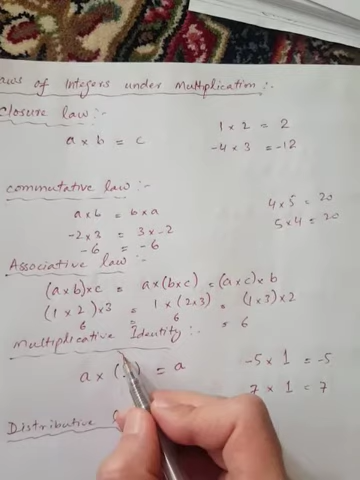 Laws of Integers under Multiplication :-
Closure law :-
a x b = c
1 x 2 = 2
-4 x 3 = -12
commutative law :-
a x b = b x a
4 x 5 = 20
-2 x 3 = 3 x -2
5 x 4 = 20
-6 = -6
Associative law :-
(a x b) x c = a x (b x c) = (a x c) x b
(1 x 2) x 3 = 1 x (2 x 3) = (1 x 3) x 2
6 = 6 = 6
Multiplicative Identity :-
a x ( = a
-5 x 1 = -5
7 x 1 = 7
Distributive